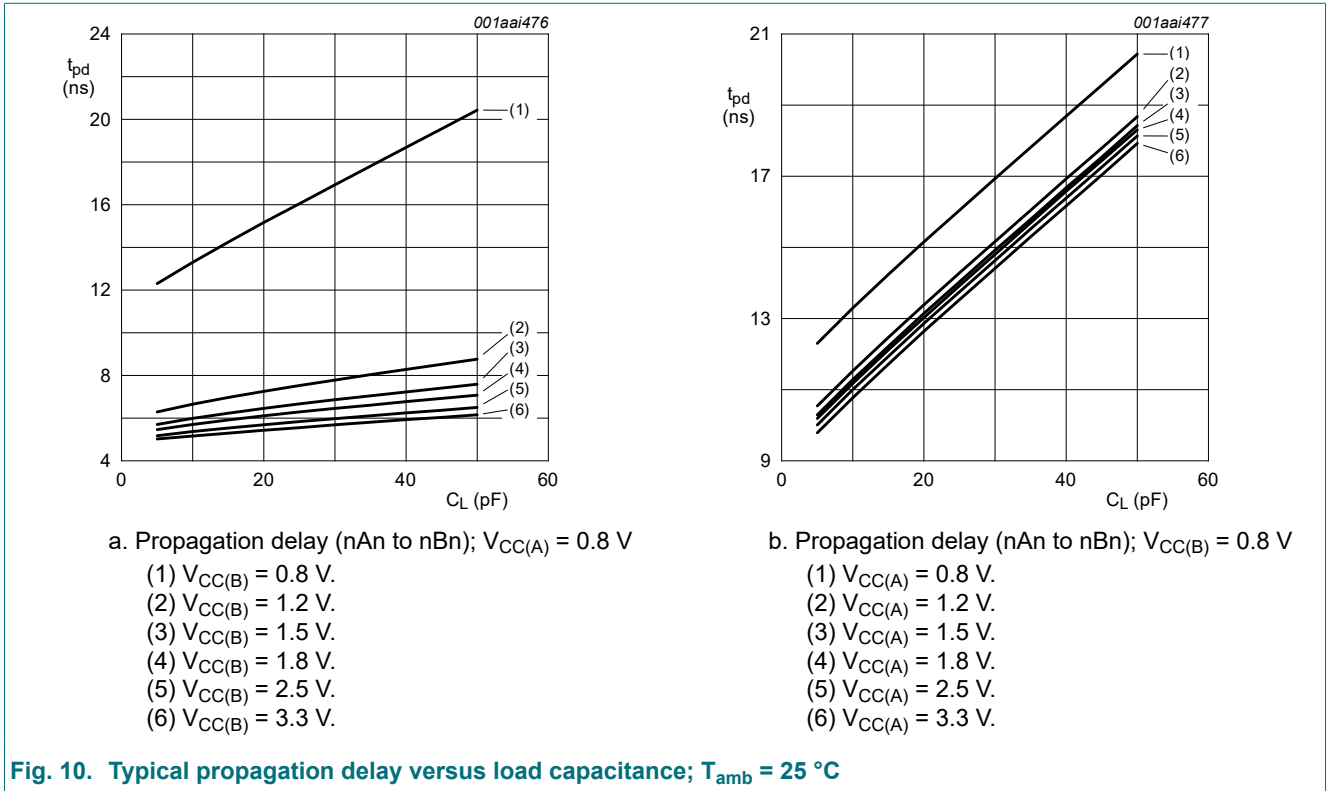 001aai476
24
t_pd
(ns)
20
16
12
8
4
(1)
(2)
(3)
(4)
(5)
(6)
0
20
40
60
C_L (pF)
a. Propagation delay (nAn to nBn); V_CC(A) = 0.8 V
(1) V_CC(B) = 0.8 V.
(2) V_CC(B) = 1.2 V.
(3) V_CC(B) = 1.5 V.
(4) V_CC(B) = 1.8 V.
(5) V_CC(B) = 2.5 V.
(6) V_CC(B) = 3.3 V.
001aai477
21
t_pd
(ns)
17
13
9
(1)
(2)
(3)
(4)
(5)
(6)
0
20
40
60
C_L (pF)
b. Propagation delay (nAn to nBn); V_CC(B) = 0.8 V
(1) V_CC(A) = 0.8 V.
(2) V_CC(A) = 1.2 V.
(3) V_CC(A) = 1.5 V.
(4) V_CC(A) = 1.8 V.
(5) V_CC(A) = 2.5 V.
(6) V_CC(A) = 3.3 V.
Fig. 10. Typical propagation delay versus load capacitance; T_amb = 25 °C